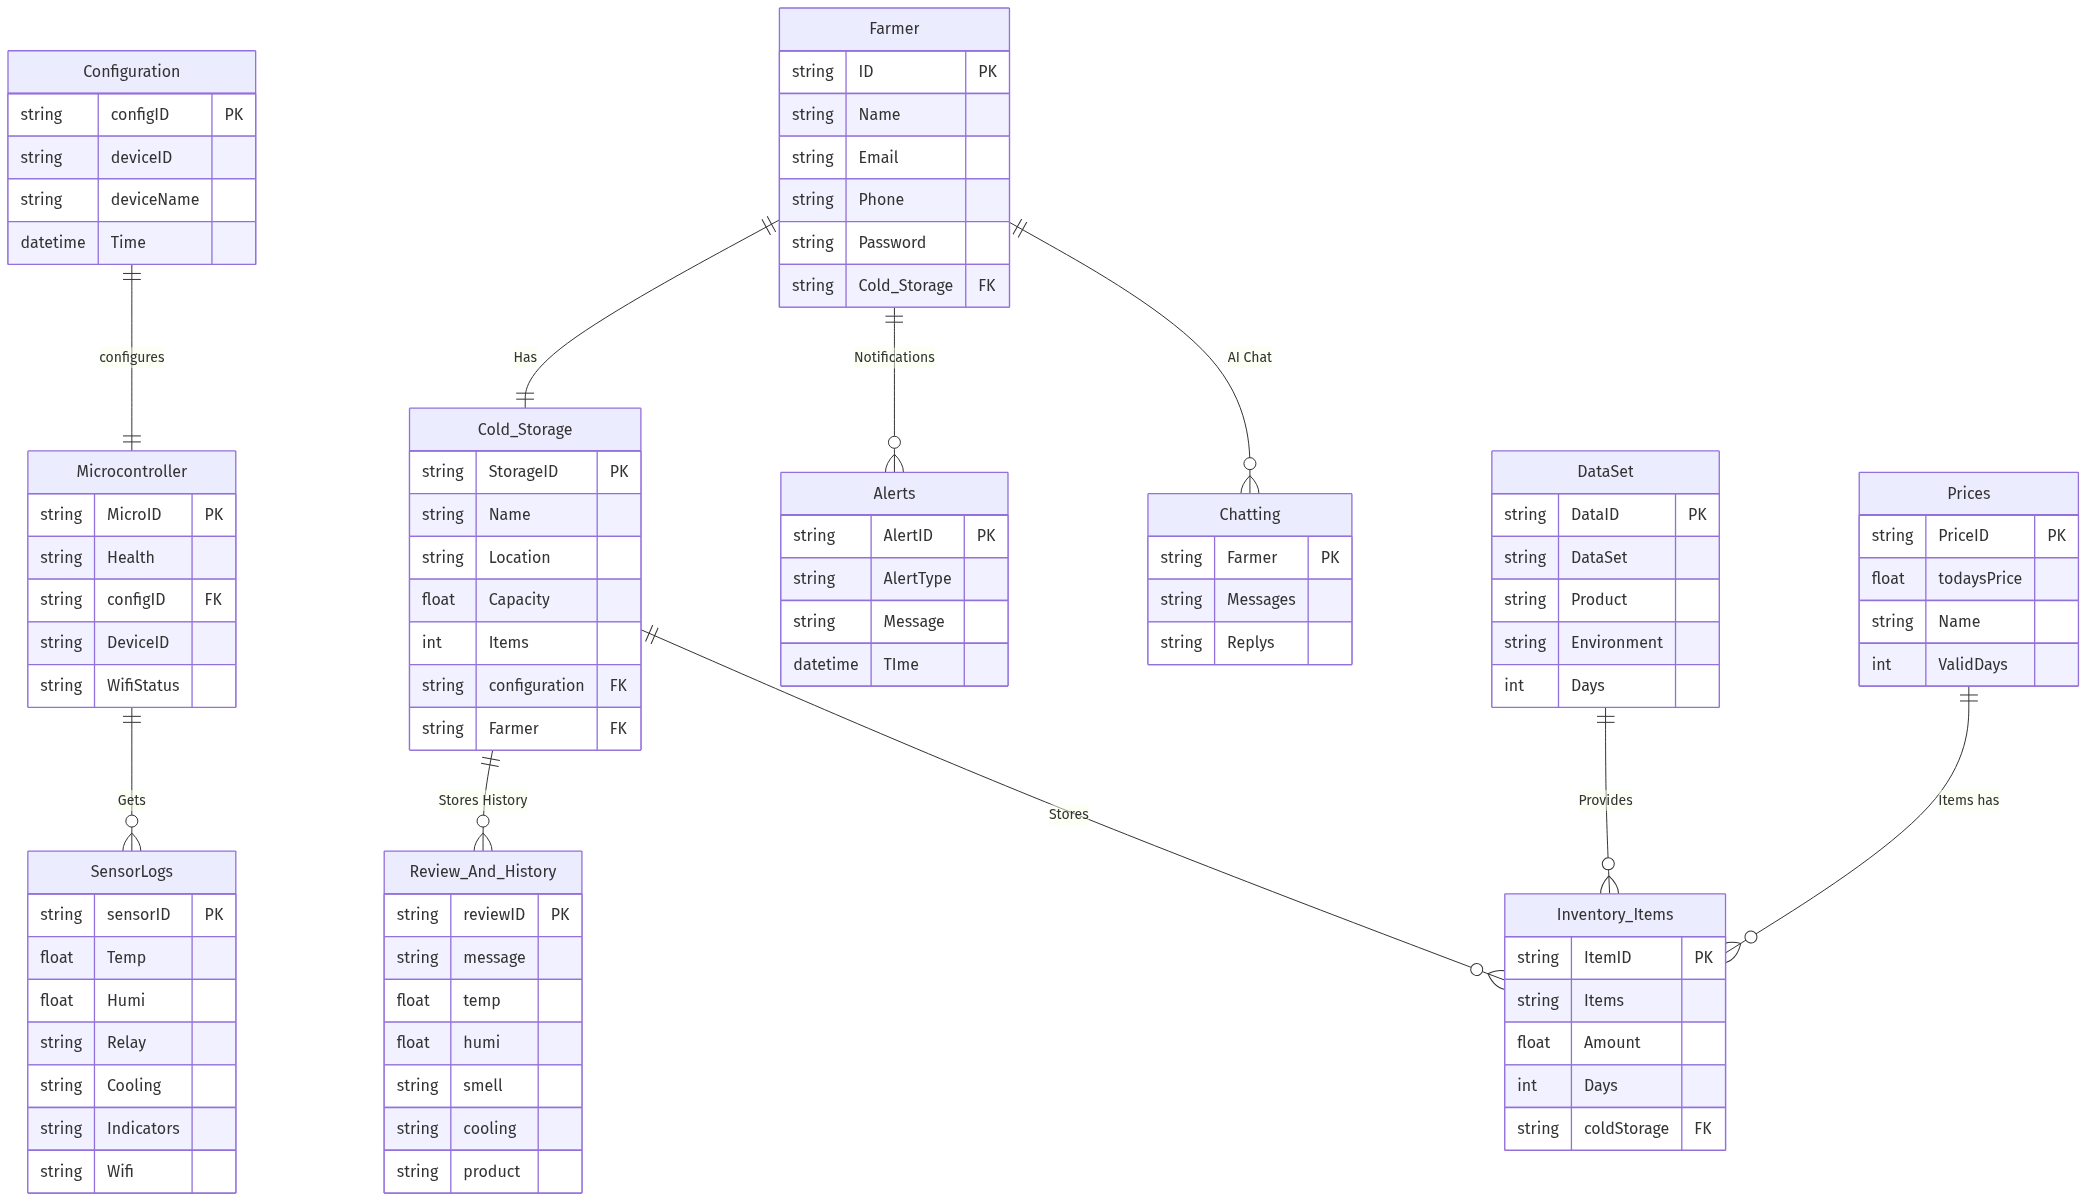 Farmer
string ID PK
string Name
string Email
string Phone
string Password
string Cold_Storage FK
Configuration
string configID PK
string deviceID
string deviceName
datetime Time
configures
Has
Notifications
AI Chat
Microcontroller
string MicroID PK
string Health
string configID FK
string DeviceID
string WifiStatus
Cold_Storage
string StorageID PK
string Name
string Location
float Capacity
int Items
string configuration FK
string Farmer FK
Alerts
string AlertID PK
string AlertType
string Message
datetime TIme
Chatting
string Farmer PK
string Messages
string Replys
DataSet
string DataID PK
string DataSet
string Product
string Environment
int Days
Prices
string PriceID PK
float todaysPrice
string Name
int ValidDays
Gets
Stores History
Stores
Provides
Items has
SensorLogs
string sensorID PK
float Temp
float Humi
string Relay
string Cooling
string Indicators
string Wifi
Review_And_History
string reviewID PK
string message
float temp
float humi
string smell
string cooling
string product
Inventory_Items
string ItemID PK
string Items
float Amount
int Days
string coldStorage FK